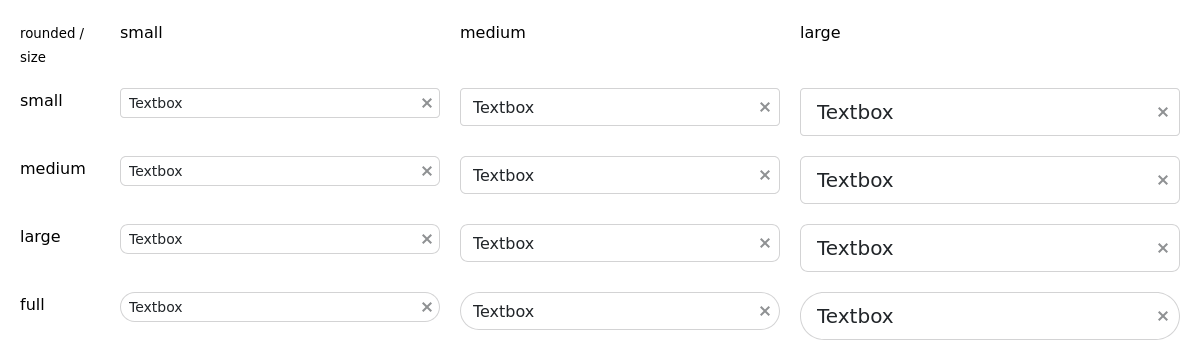 rounded / size
small medium large
small Textbox × Textbox × Textbox ×
medium Textbox × Textbox × Textbox ×
large Textbox × Textbox × Textbox ×
full Textbox × Textbox × Textbox ×